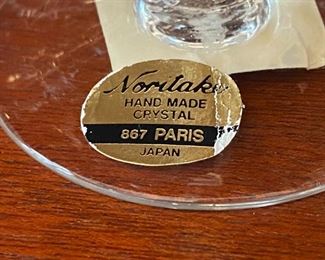 Noritake
HAND MADE
CRYSTAL
867 PARIS
JAPAN